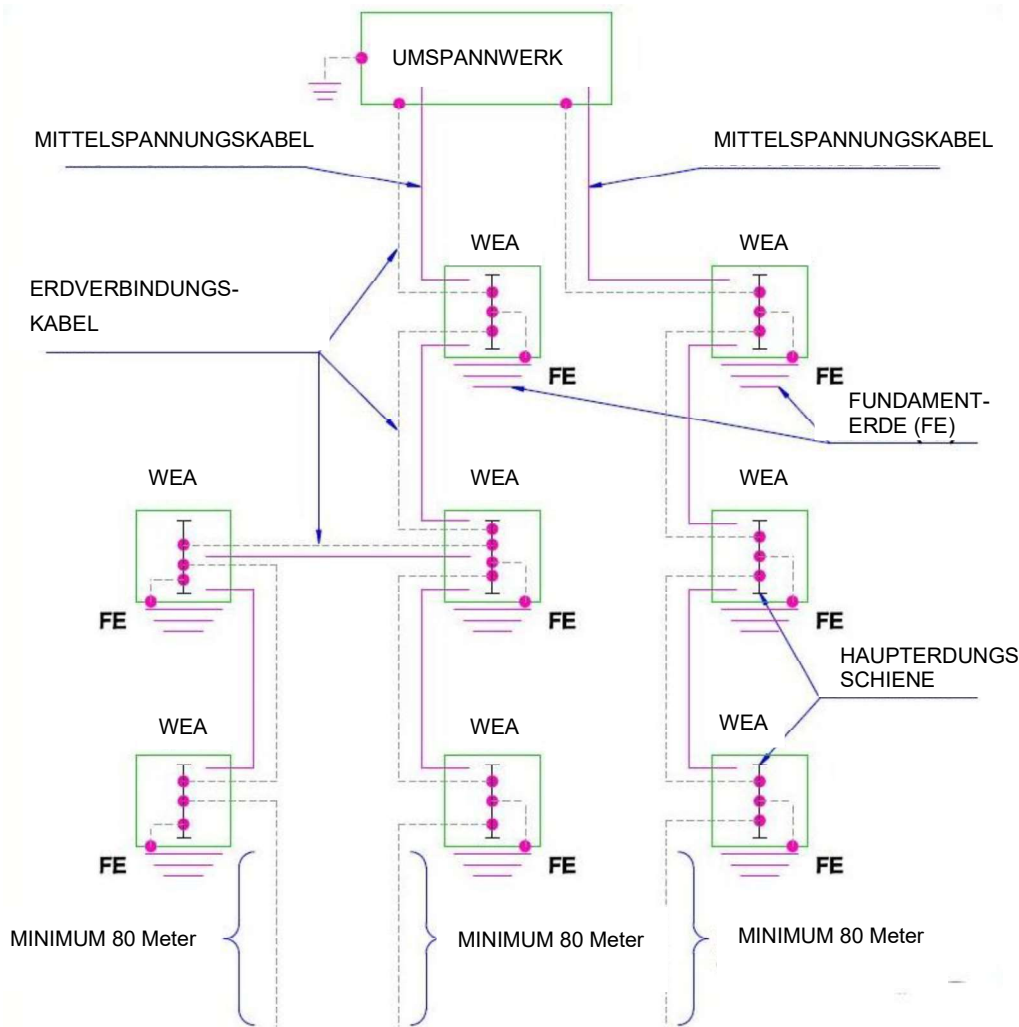 UMSPANNWERK
MITTELSPANNUNGSKABEL
MITTELSPANNUNGSKABEL
WEA
WEA
ERDVERBINDUNGS-
KABEL
FE
FE
FUNDAMENT-
ERDE (FE)
WEA
WEA
WEA
FE
FE
FE
HAUPTERDUNGS
SCHIENE
WEA
WEA
WEA
FE
FE
FE
MINIMUM 80 Meter
MINIMUM 80 Meter
MINIMUM 80 Meter